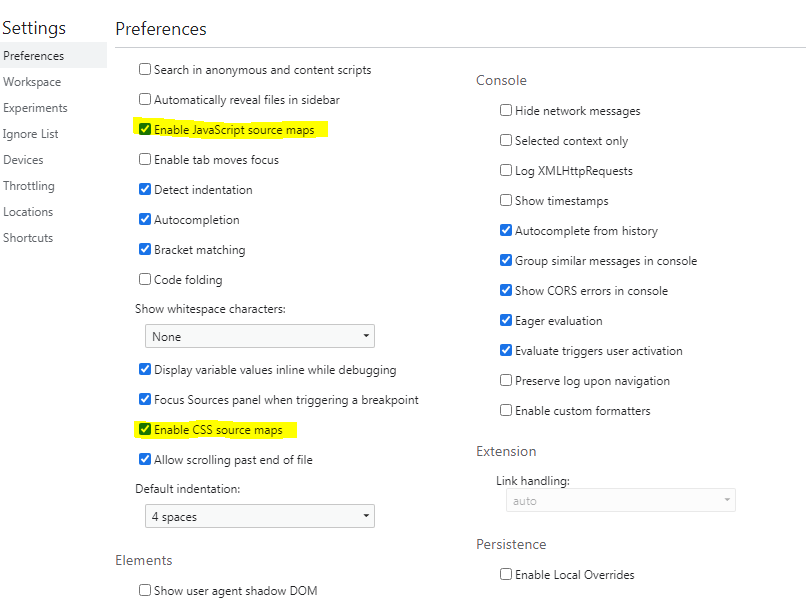 Settings
Preferences
Workspace
Experiments
Ignore List
Devices
Throttling
Locations
Shortcuts
Preferences
Search in anonymous and content scripts
Automatically reveal files in sidebar
Enable JavaScript source maps
Enable tab moves focus
Detect indentation
Autocompletion
Bracket matching
Code folding
Show whitespace characters:
None
Display variable values inline while debugging
Focus Sources panel when triggering a breakpoint
Enable CSS source maps
Allow scrolling past end of file
Default indentation:
4 spaces
Elements
Show user agent shadow DOM
Console
Hide network messages
Selected context only
Log XMLHttpRequests
Show timestamps
Autocomplete from history
Group similar messages in console
Show CORS errors in console
Eager evaluation
Evaluate triggers user activation
Preserve log upon navigation
Enable custom formatters
Extension
Link handling:
auto
Persistence
Enable Local Overrides